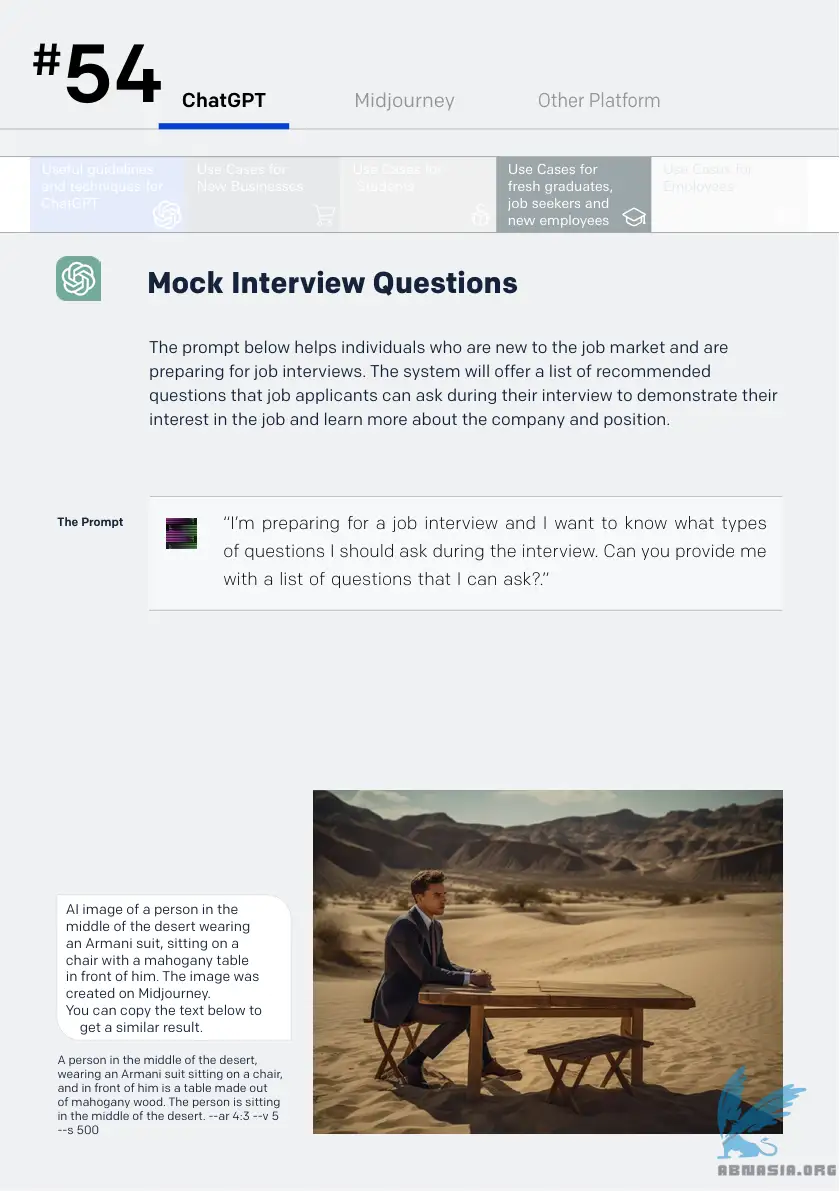 #54
ChatGPT
Midjourney
Other Platform
Useful guidelines
and techniques for
ChatGPT
Use Cases for
New Businesses
Use Cases for
Students
Use Cases for
fresh graduates,
job seekers and
new employees
Use Cases for
Employees
Mock Interview Questions
The prompt below helps individuals who are new to the job market and are
preparing for job interviews. The system will offer a list of recommended
questions that job applicants can ask during their interview to demonstrate their
interest in the job and learn more about the company and position.
The Prompt
“I’m preparing for a job interview and I want to know what types
of questions I should ask during the interview. Can you provide me
with a list of questions that I can ask?.”
AI image of a person in the
middle of the desert wearing
an Armani suit, sitting on a
chair with a mahogany table
in front of him. The image was
created on Midjourney.
You can copy the text below to
get a similar result.
A person in the middle of the desert,
wearing an Armani suit sitting on a chair,
and in front of him is a table made out
of mahogany wood. The person is sitting
in the middle of the desert. --ar 4:3 --v 5
--s 500
ABNASIA.ORG